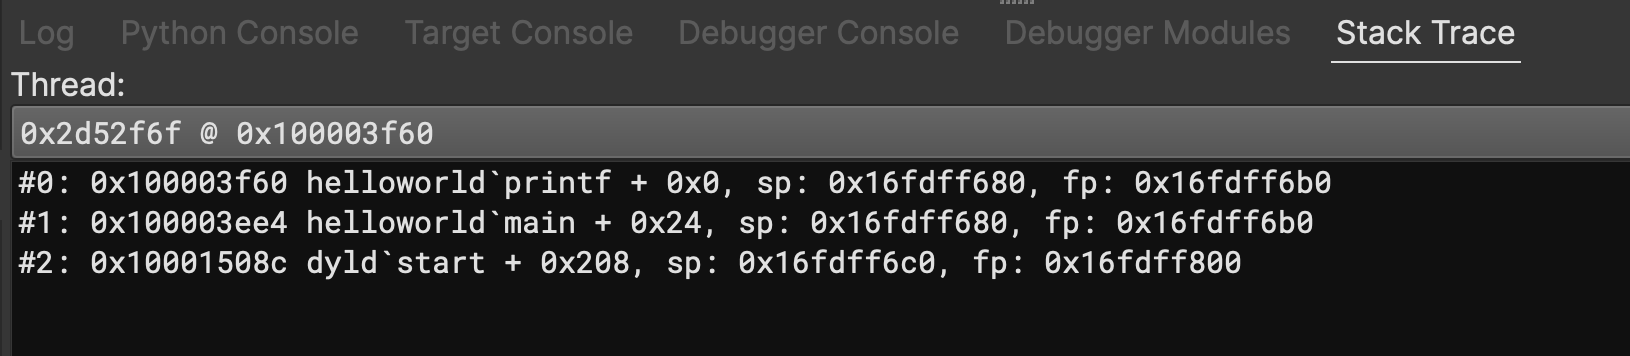 Log Python Console Target Console Debugger Console Debugger Modules Stack Trace
Thread:
0x2d52f6f @ 0x100003f60
#0: 0x100003f60 helloworld`printf + 0x0, sp: 0x16fdff680, fp: 0x16fdff6b0
#1: 0x100003ee4 helloworld`main + 0x24, sp: 0x16fdff680, fp: 0x16fdff6b0
#2: 0x10001508c dyld`start + 0x208, sp: 0x16fdff6c0, fp: 0x16fdff800